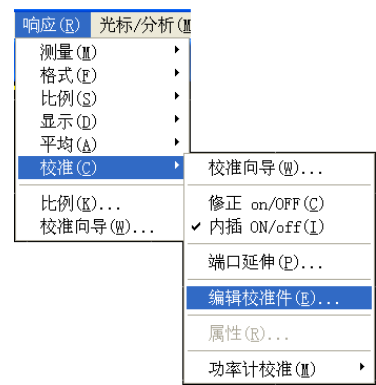 响应(R) 光标/分析(M
测量(M)
格式(F)
比例(S)
显示(D)
平均(A)
校准(C)
比例(K)...
校准向导(W)...
校准向导(W)...
修正 on/OFF(C)
✓ 内插 ON/off(I)
端口延伸(P)...
编辑校准件(E)...
属性(R)...
功率计校准(M)